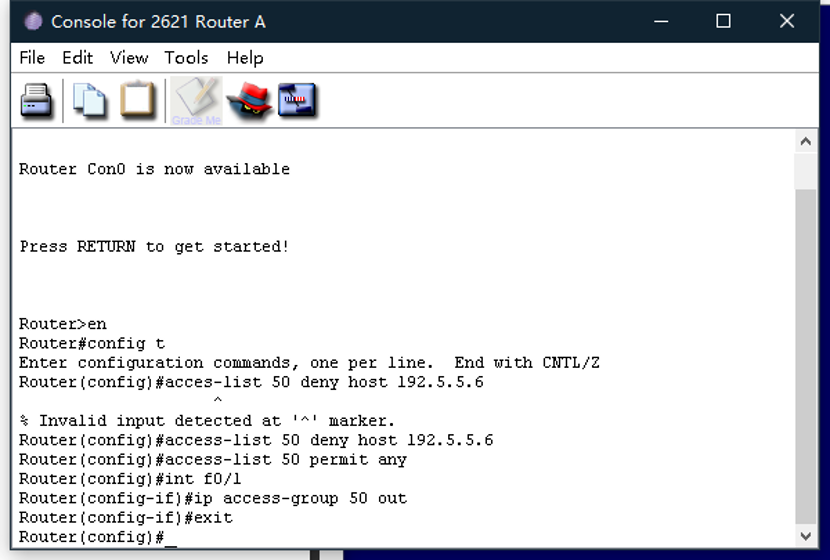 Console for 2621 Router A
File Edit View Tools Help
Grade Me
Router Con0 is now available
Press RETURN to get started!
Router>en
Router#config t
Enter configuration commands, one per line.  End with CNTL/Z
Router(config)#acces-list 50 deny host 192.5.5.6
^
% Invalid input detected at '^' marker.
Router(config)#access-list 50 deny host 192.5.5.6
Router(config)#access-list 50 permit any
Router(config)#int f0/1
Router(config-if)#ip access-group 50 out
Router(config-if)#exit
Router(config)#_